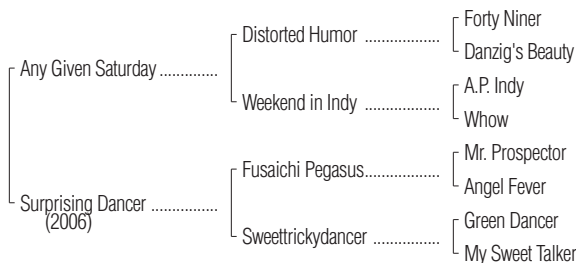 Forty Niner
Distorted Humor ..................
Danzig's Beauty
Any Given Saturday ..............
A.P. Indy
Weekend in Indy ..................
Whow
Mr. Prospector
Fusaichi Pegasus..................
Angel Fever
Surprising Dancer ................
(2006)
Green Dancer
Sweettrickydancer ................
My Sweet Talker